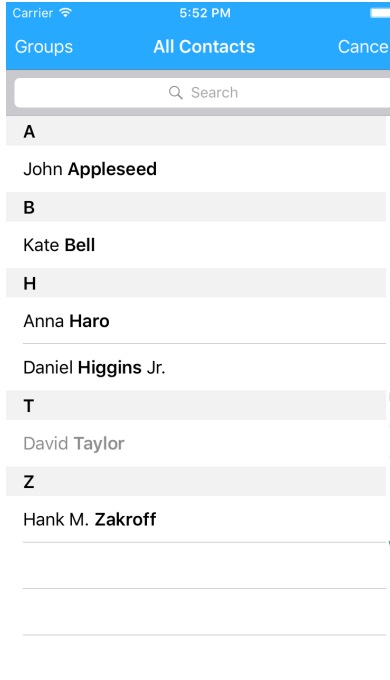 Carrier 5:52 PM
Groups All Contacts Cance
Search
A
John Appleseed
B
Kate Bell
H
Anna Haro
Daniel Higgins Jr.
T
David Taylor
Z
Hank M. Zakroff